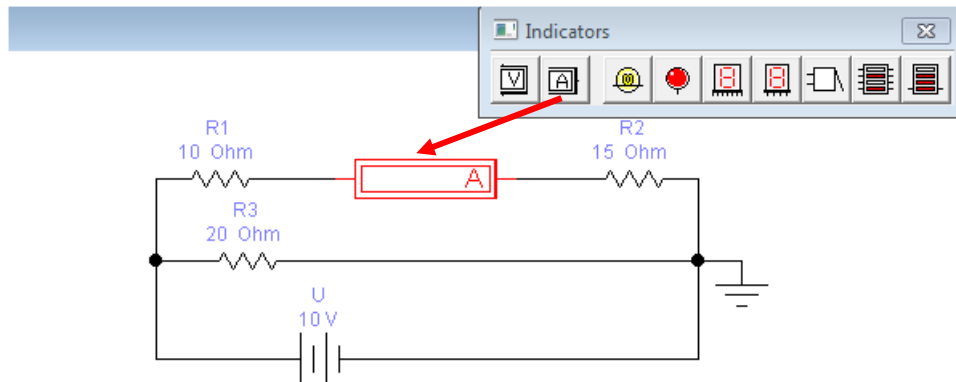 Indicators
V
A
R1
10 Ohm
A
R2
15 Ohm
R3
20 Ohm
U
10 V